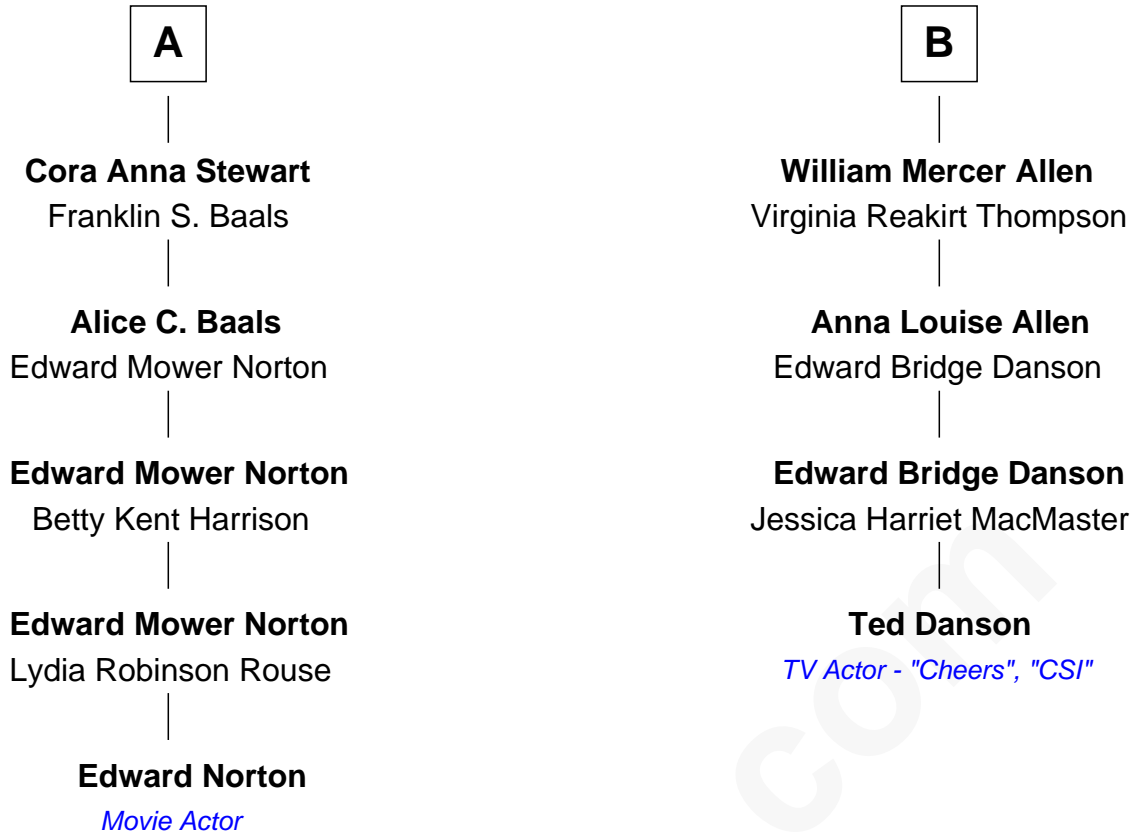 A
Cora Anna Stewart
Franklin S. Baals
Alice C. Baals
Edward Mower Norton
Edward Mower Norton
Betty Kent Harrison
Edward Mower Norton
Lydia Robinson Rouse
Edward Norton
Movie Actor
B
William Mercer Allen
Virginia Reakirt Thompson
Anna Louise Allen
Edward Bridge Danson
Edward Bridge Danson
Jessica Harriet MacMaster
Ted Danson
TV Actor - "Cheers", "CSI"
com